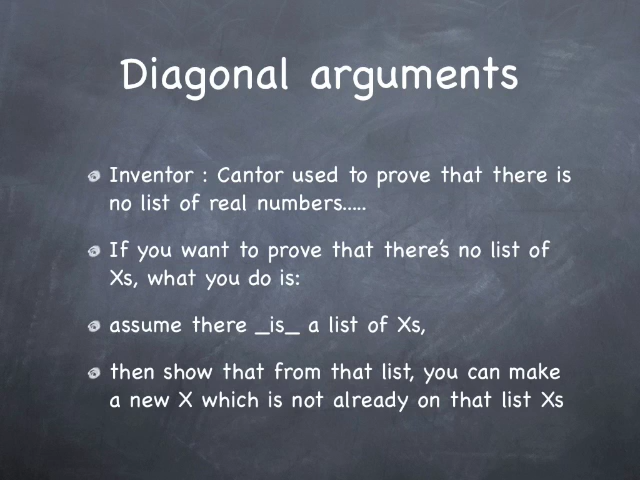 Diagonal arguments
Inventor : Cantor used to prove that there is
no list of real numbers.....
If you want to prove that there's no list of
Xs, what you do is:
assume there _is_ a list of Xs,
then show that from that list, you can make
a new X which is not already on that list Xs